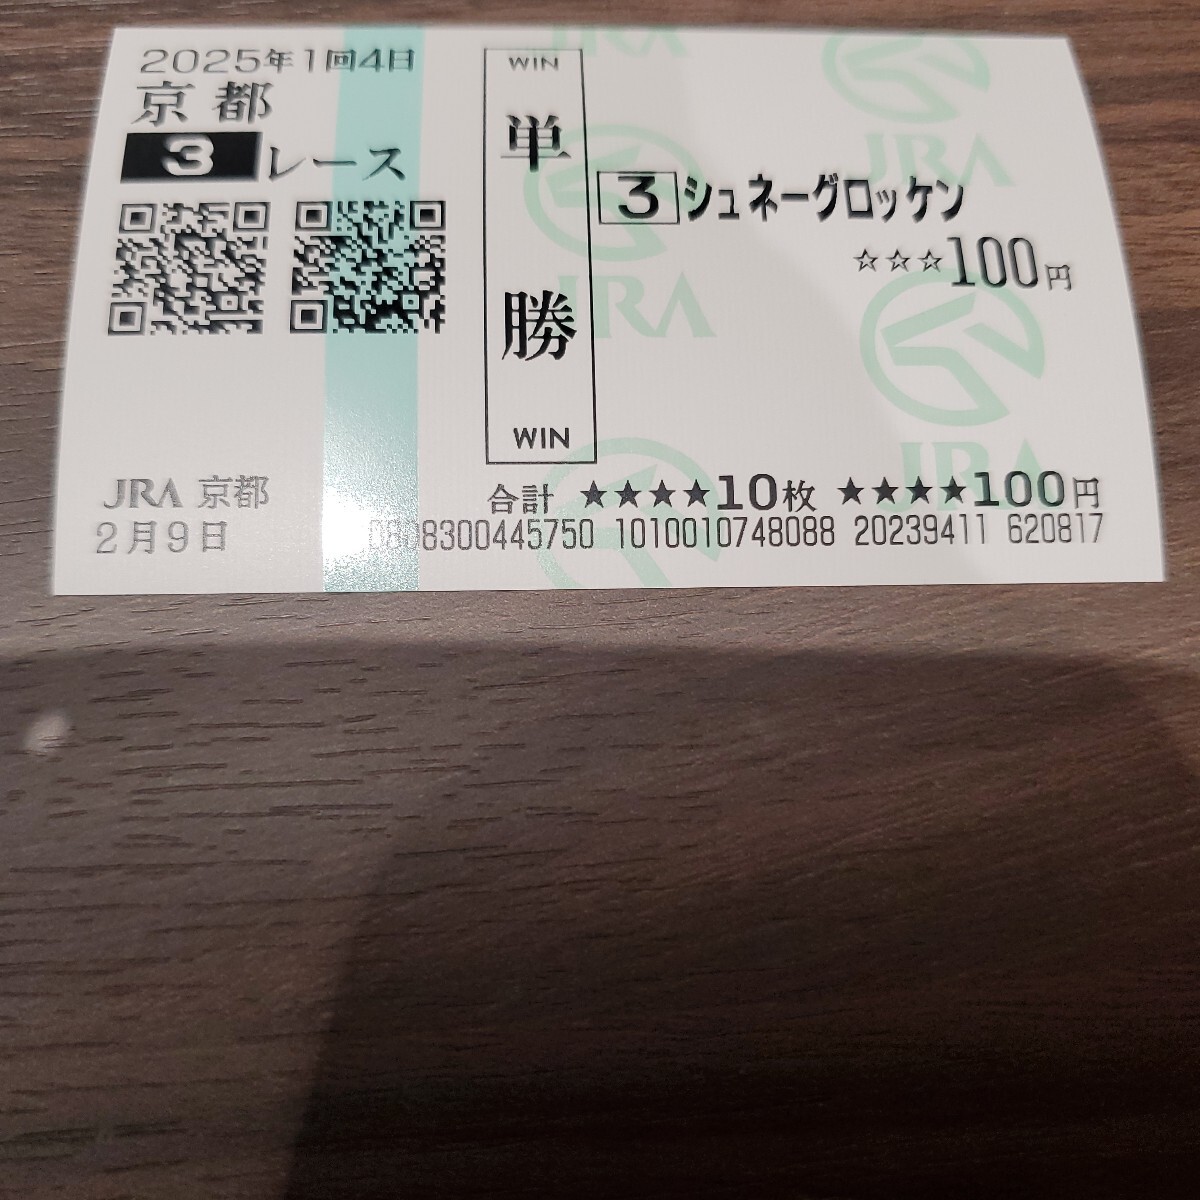 2025年1回4日
京都
3レース
WIN
単勝
WIN
3 シュネーグロッケン
☆☆☆100円
JRA 京都
2月9日
合計 ★★★★10枚 ★★★★100円
0808300445750 1010010748088 20239411 620817
JRA
JRA
JRA
JRA